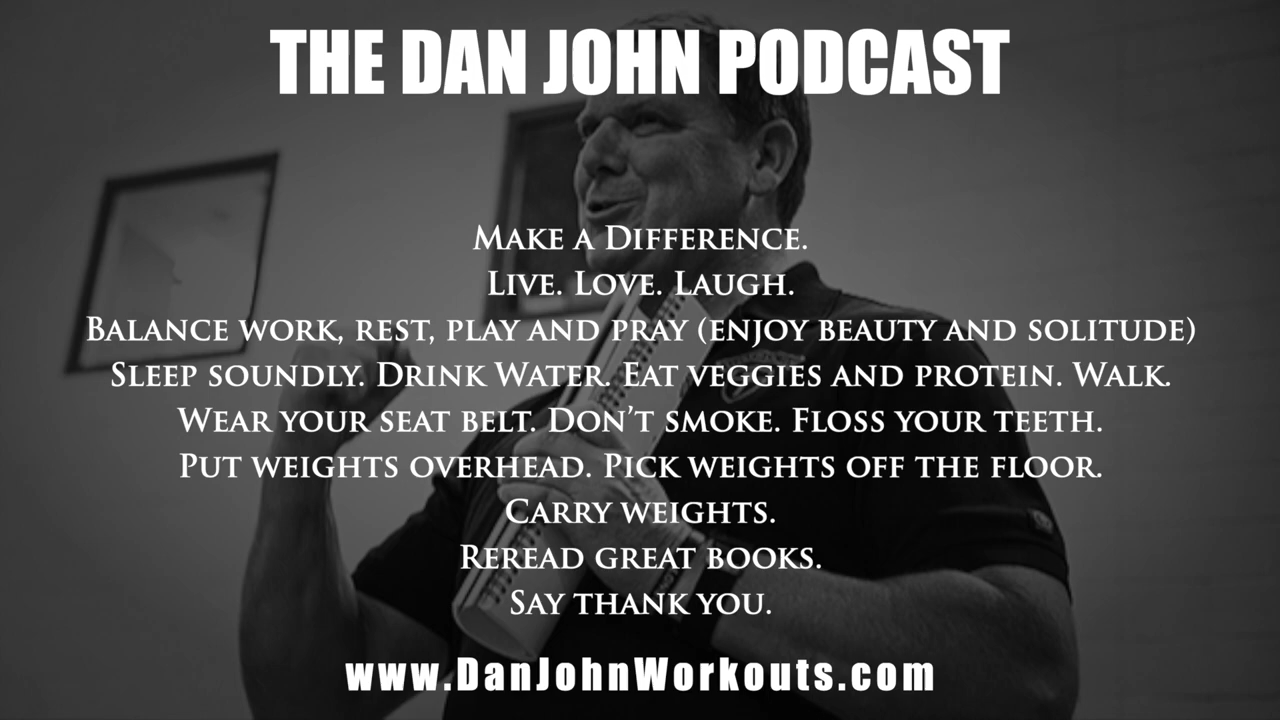 THE DAN JOHN PODCAST
Make a Difference.
Live. Love. Laugh.
Balance work, rest, play and pray (enjoy beauty and solitude)
Sleep soundly. Drink Water. Eat veggies and protein. Walk.
Wear your seat belt. Don't smoke. Floss your teeth.
Put weights overhead. Pick weights off the floor.
Carry weights.
Reread great books.
Say thank you.
www.DanJohnWorkouts.com